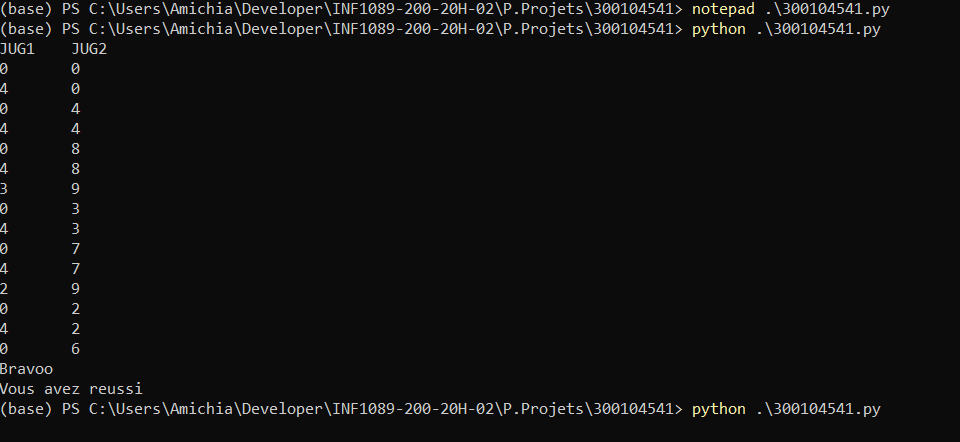 (base) PS C:\Users\Amichia\Developer\INF1089-200-20H-02\P.Projets\300104541> notepad .\300104541.py
(base) PS C:\Users\Amichia\Developer\INF1089-200-20H-02\P.Projets\300104541> python .\300104541.py
JUG1    JUG2
0       0
4       0
0       4
4       4
0       8
4       8
3       9
0       3
4       3
0       7
4       7
2       9
0       2
4       2
0       6
Bravoo
Vous avez reussi
(base) PS C:\Users\Amichia\Developer\INF1089-200-20H-02\P.Projets\300104541> python .\300104541.py